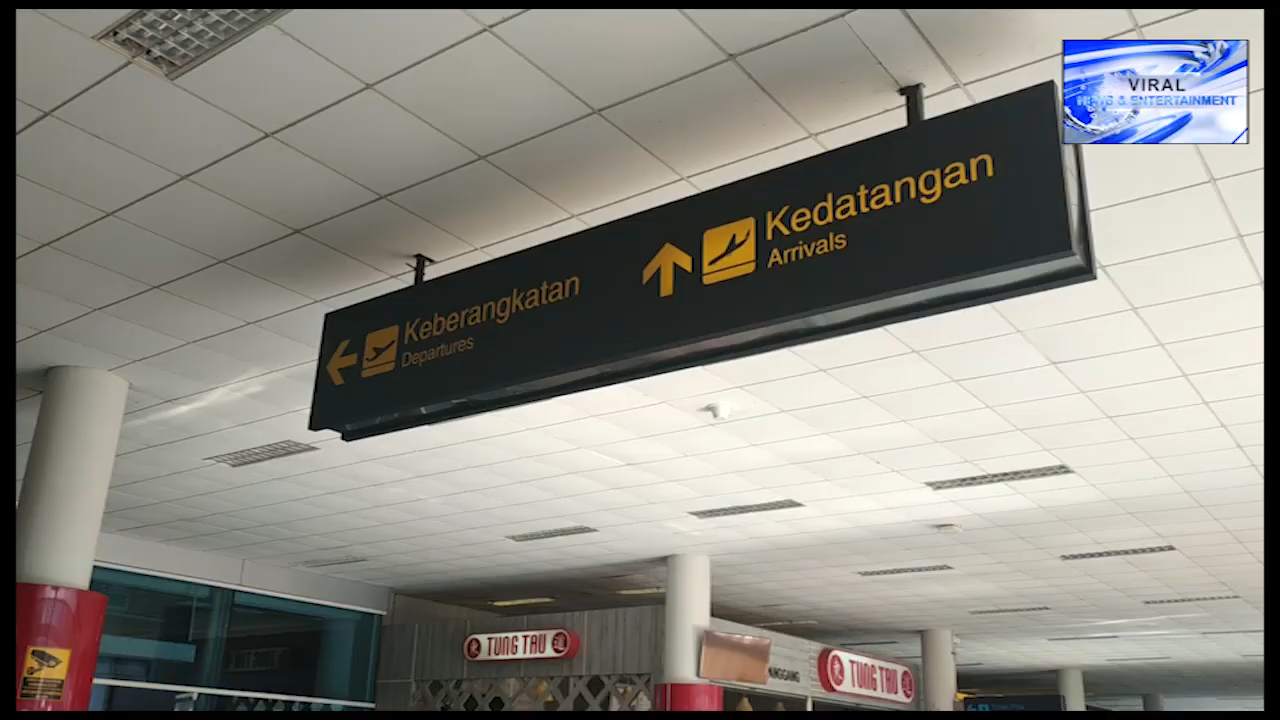 VIRAL
NEWS & ENTERTAINMENT
Kedatangan
Arrivals
Keberangkatan
Departures
TUNG TAU
TUNG TAU